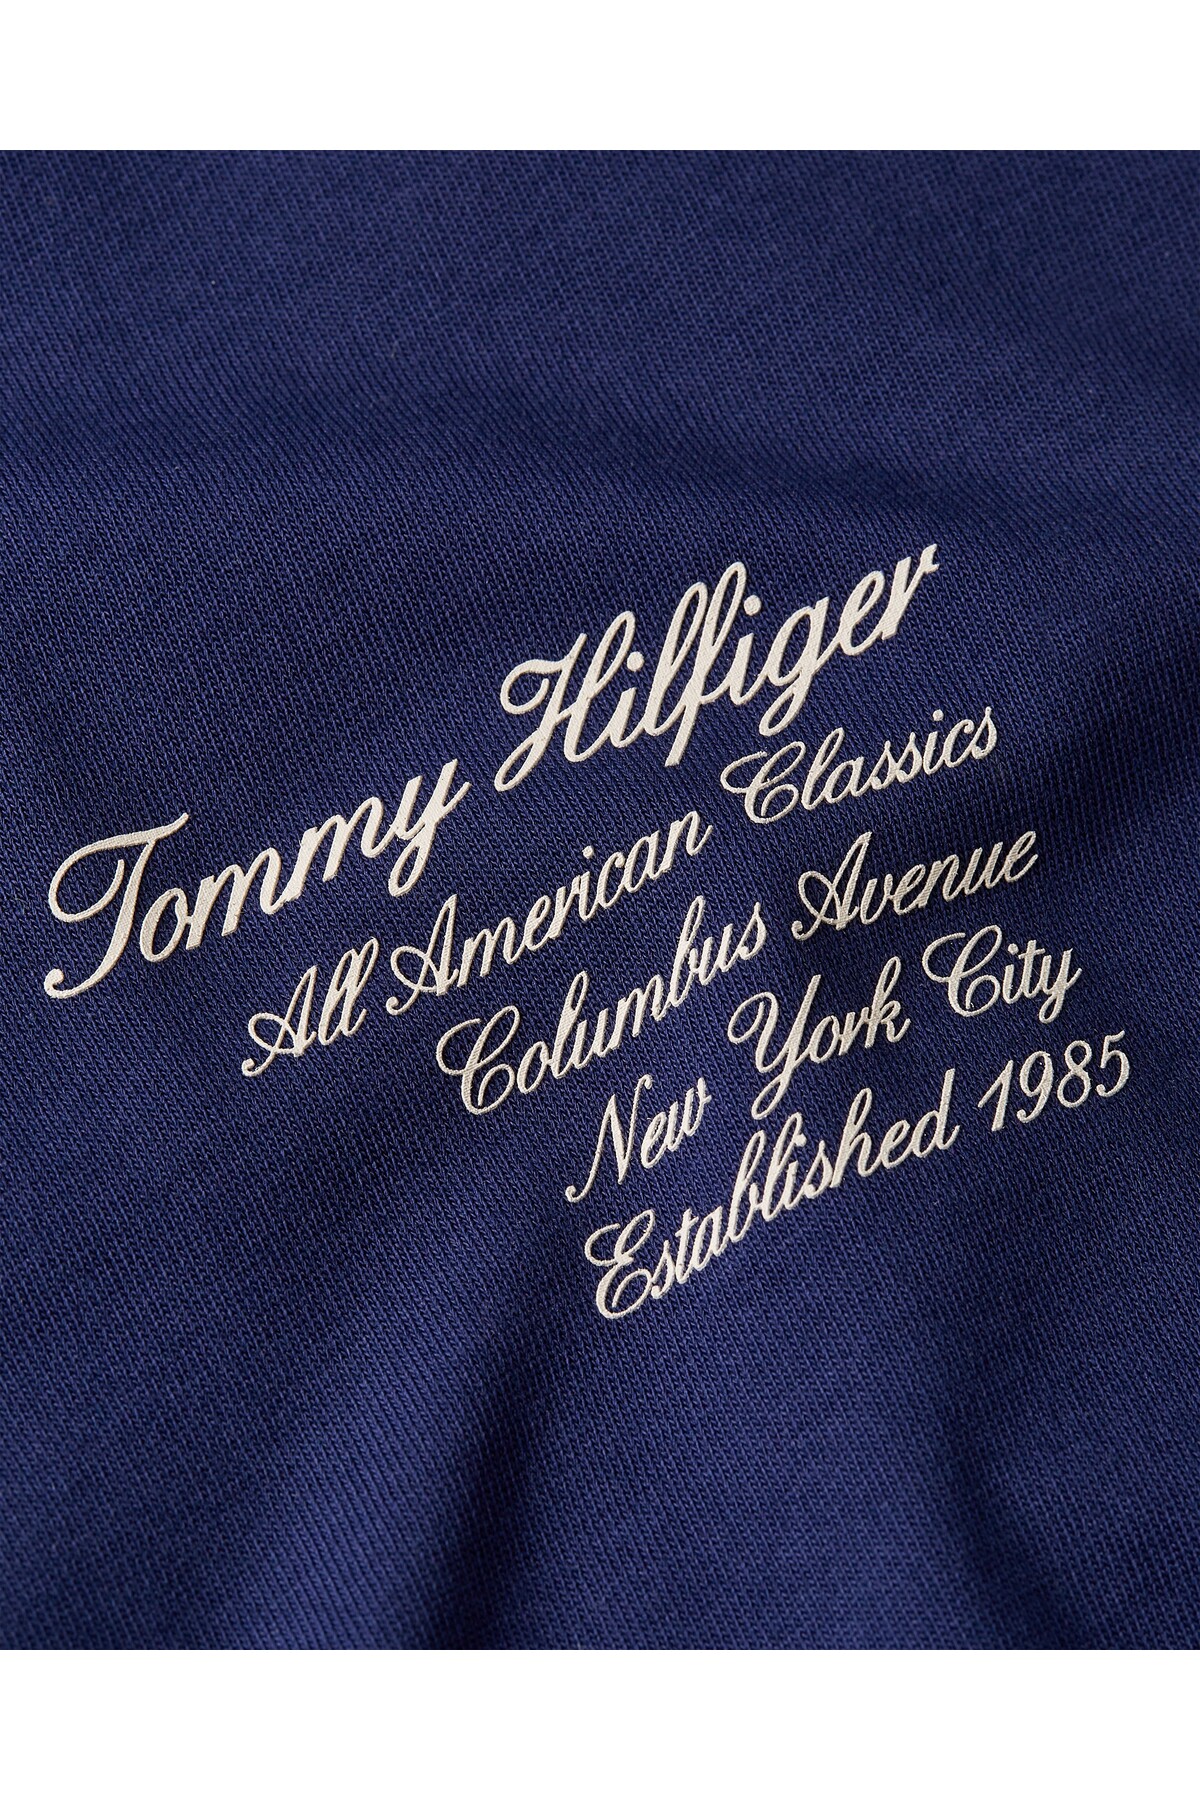 Tommy Hilfiger
All American Classics
Columbus Avenue
New York City
Established 1985